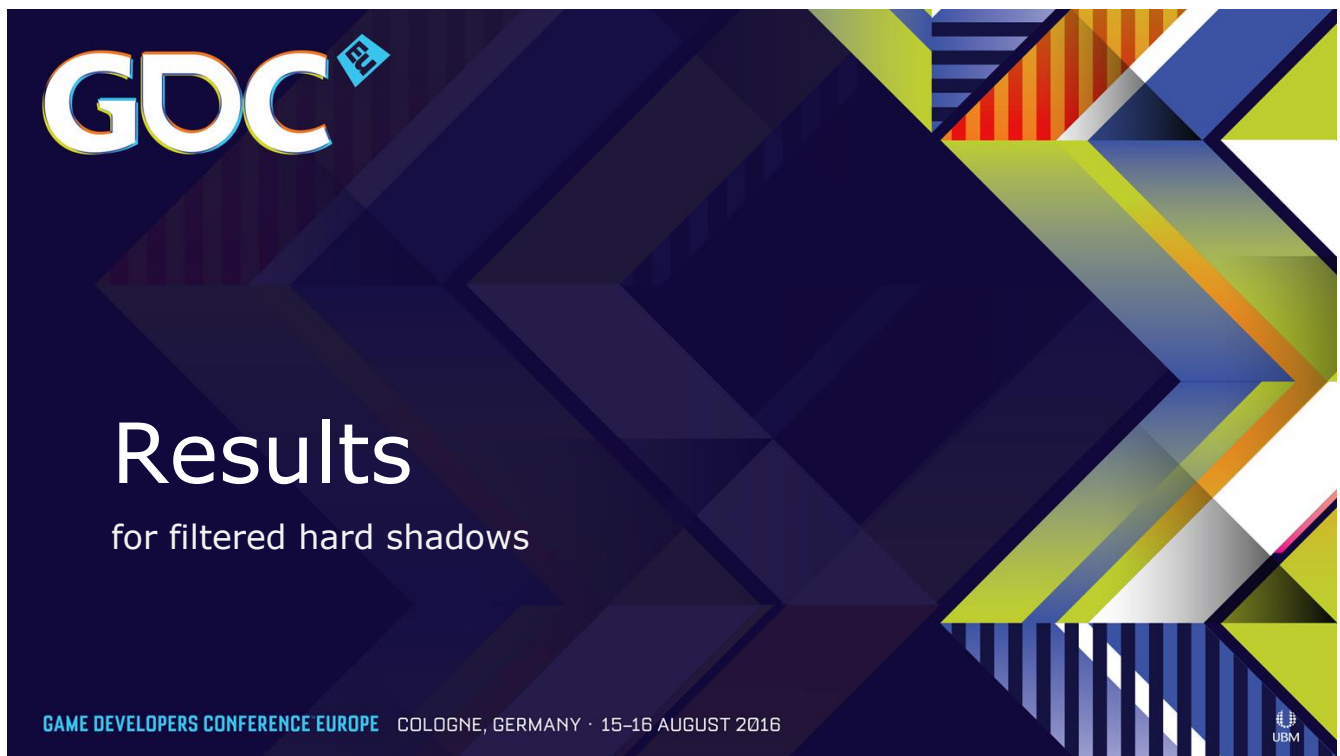 GDC EU
Results
for filtered hard shadows
GAME DEVELOPERS CONFERENCE EUROPE COLOGNE, GERMANY · 15–16 AUGUST 2016
UBM